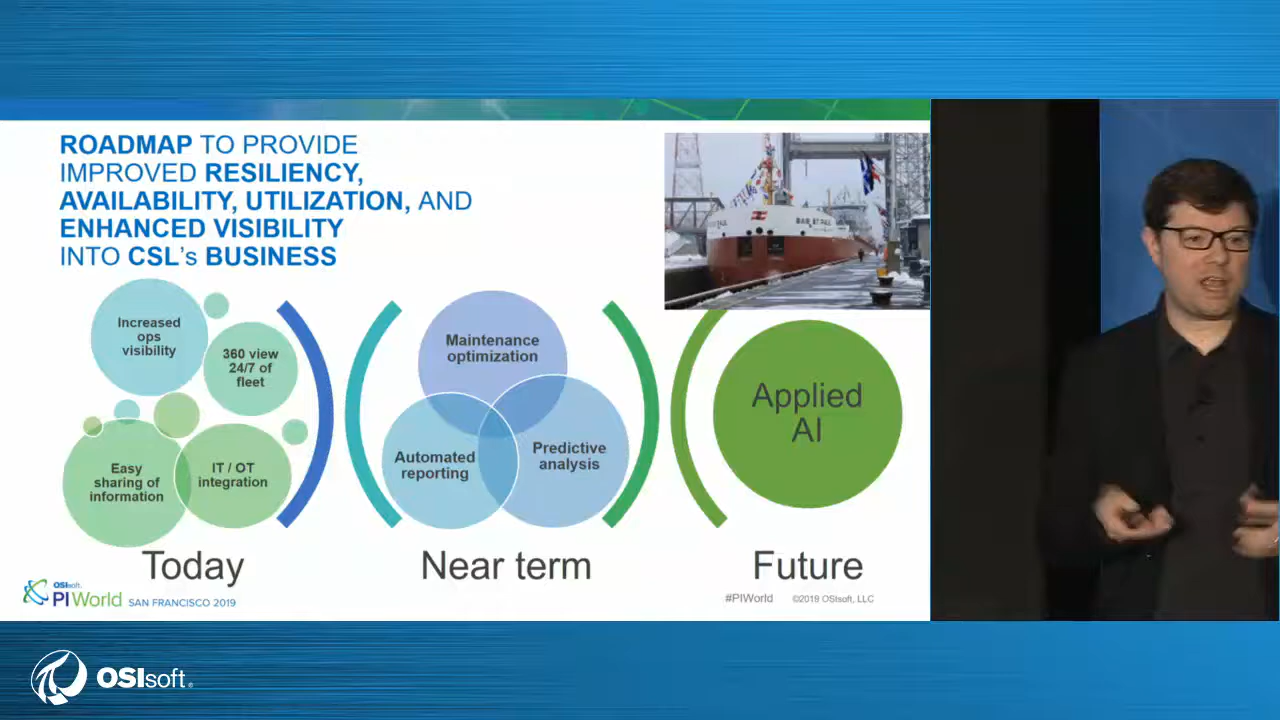 ROADMAP TO PROVIDE
IMPROVED RESILIENCY,
AVAILABILITY, UTILIZATION, AND
ENHANCED VISIBILITY
INTO CSL's BUSINESS
Increased
ops
visibility
360 view
24/7 of
fleet
Easy
sharing of
information
IT / OT
integration
Today
Maintenance
optimization
Automated
reporting
Predictive
analysis
Near term
Applied
AI
Future
OSIsoft.
PI World SAN FRANCISCO 2019
#PIWorld ©2019 OSIsoft, LLC
OSIsoft.